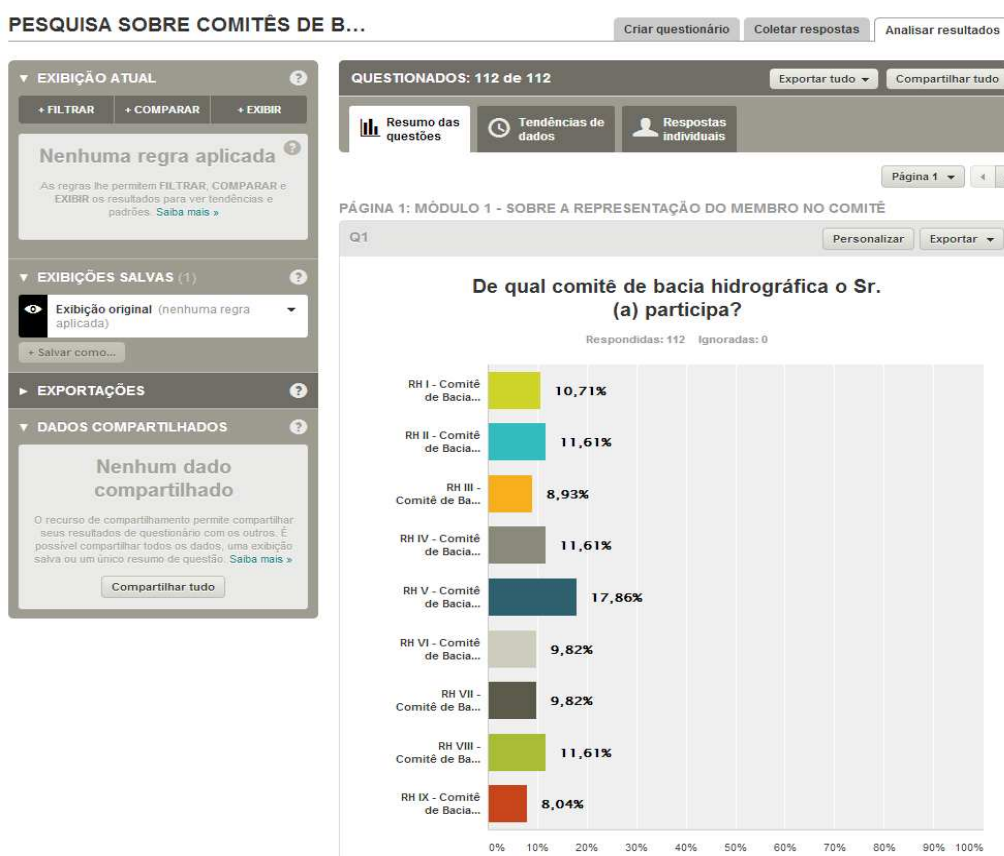 PESQUISA SOBRE COMITÊS DE B...
Criar questionário
Coletar respostas
Analisar resultados
▼ EXIBIÇÃO ATUAL ?
+ FILTRAR
+ COMPARAR
+ EXIBIR
Nenhuma regra aplicada ?
As regras lhe permitem FILTRAR, COMPARAR e
EXIBIR os resultados para ver tendências e
padrões. Saiba mais »
▼ EXIBIÇÕES SALVAS (1) ?
Exibição original (nenhuma regra
aplicada)
+ Salvar como...
► EXPORTAÇÕES ?
▼ DADOS COMPARTILHADOS ?
Nenhum dado
compartilhado
O recurso de compartilhamento permite compartilhar
seus resultados de questionário com os outros. É
possível compartilhar todos os dados, uma exibição
salva ou um único resumo de questão. Saiba mais »
Compartilhar tudo
QUESTIONADOS: 112 de 112
Exportar tudo
Compartilhar tudo
Resumo das
questões
Tendências de
dados
Respostas
individuais
Página 1
PÁGINA 1: MÓDULO 1 - SOBRE A REPRESENTAÇÃO DO MEMBRO NO COMITÊ
Q1
Personalizar
Exportar
De qual comitê de bacia hidrográfica o Sr.
(a) participa?
Respondidas: 112 Ignoradas: 0
RH I - Comitê
de Bacia...
10,71%
RH II - Comitê
de Bacia...
11,61%
RH III -
Comitê de Ba...
8,93%
RH IV - Comitê
de Bacia...
11,61%
RH V - Comitê
de Bacia...
17,86%
RH VI - Comitê
de Bacia...
9,82%
RH VII -
Comitê de Ba...
9,82%
RH VIII -
Comitê de Ba...
11,61%
RH IX - Comitê
de Bacia...
8,04%
0% 10% 20% 30% 40% 50% 60% 70% 80% 90% 100%